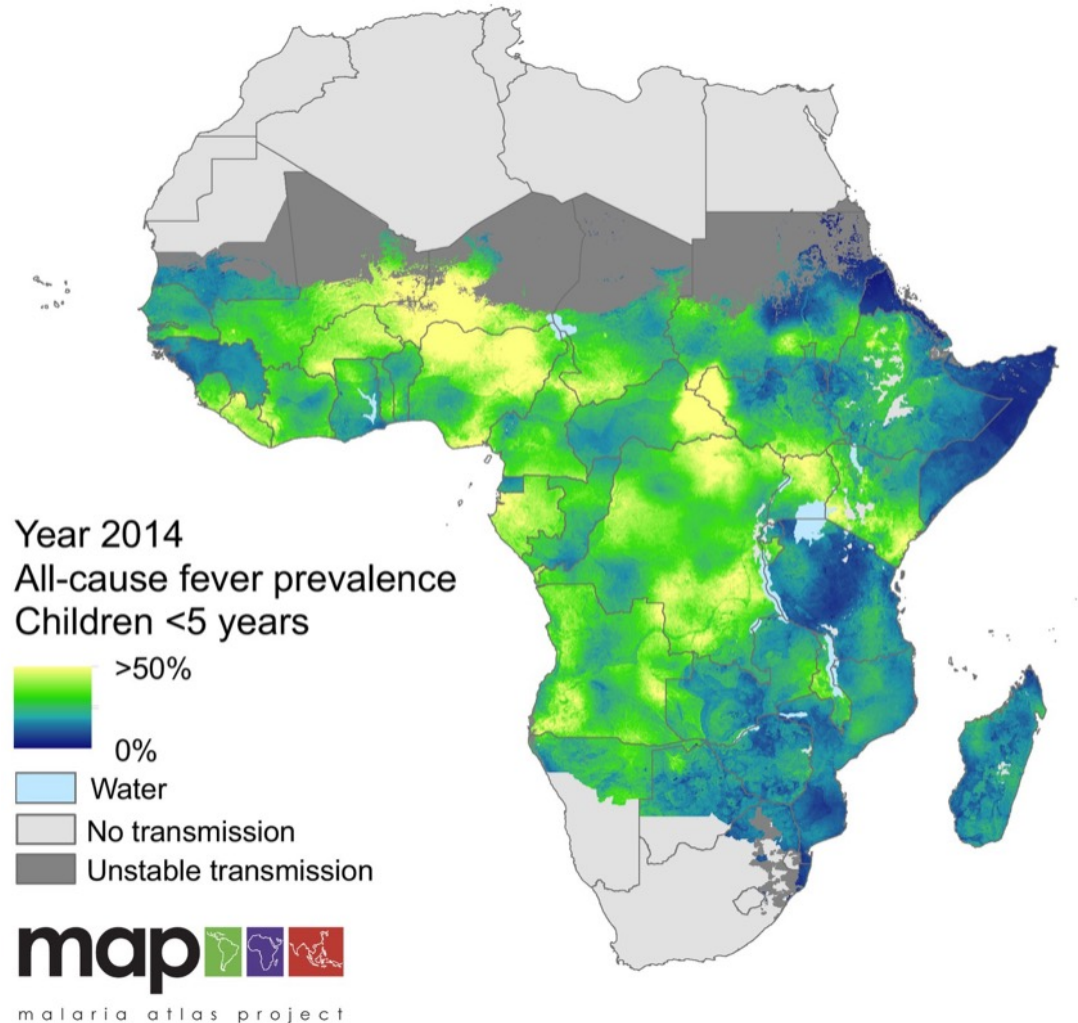 Year 2014
All-cause fever prevalence
Children <5 years
>50%
0%
Water
No transmission
Unstable transmission
map
malaria atlas project